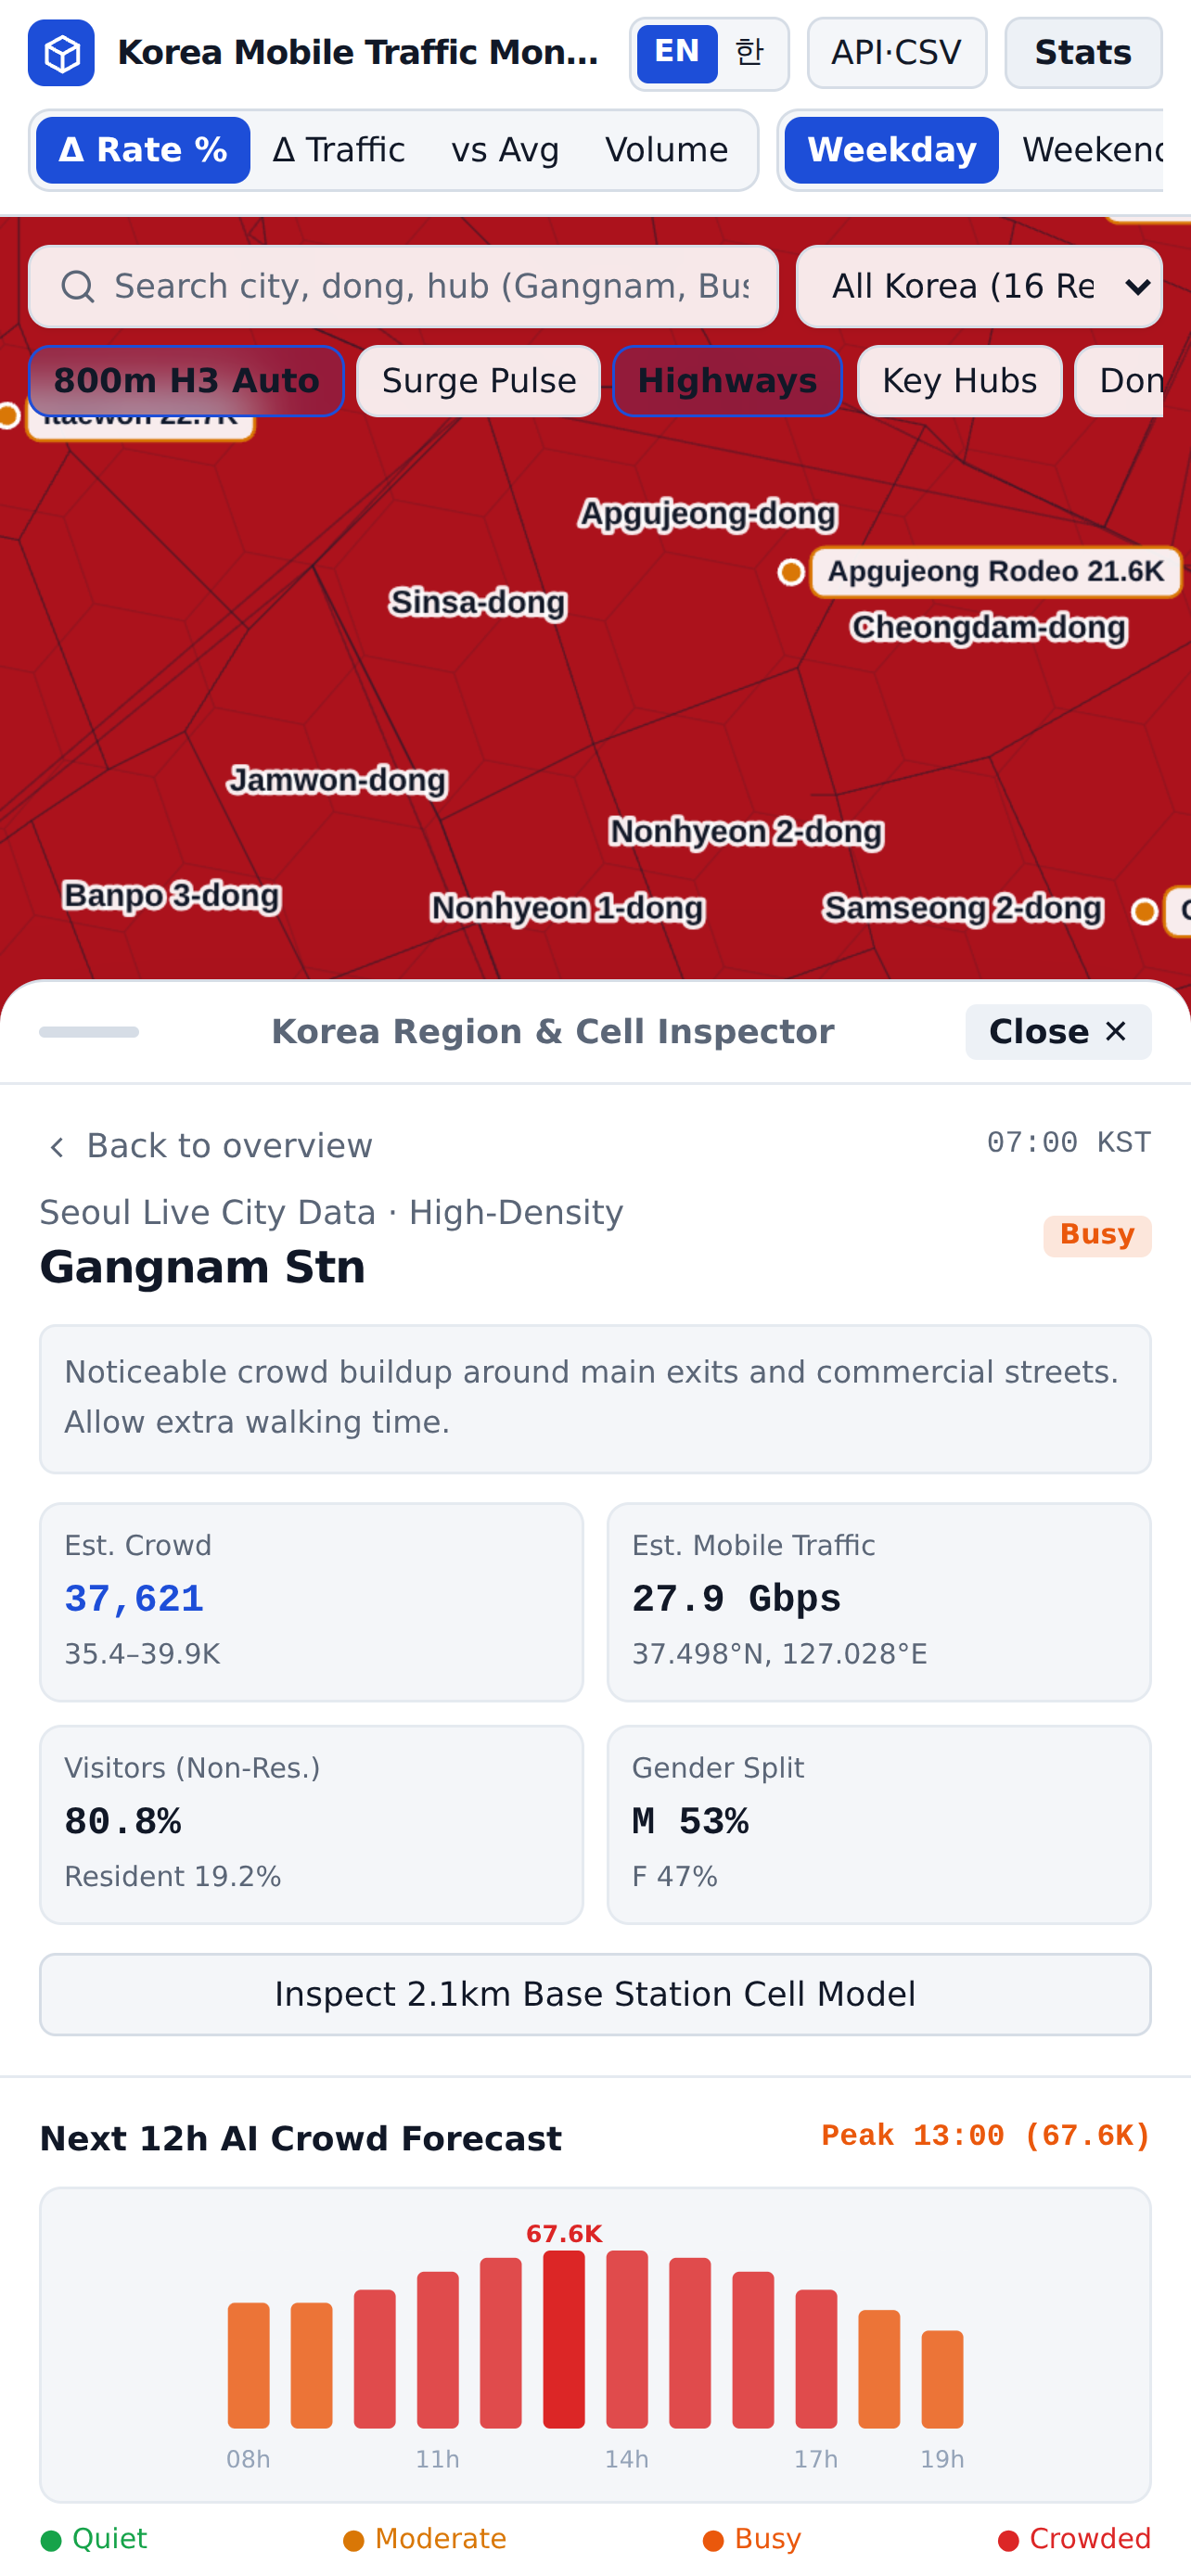 Korea Mobile Traffic Mon...
EN 한
API·CSV
Stats
Δ Rate % Δ Traffic vs Avg Volume
Weekday
Search city, dong, hub (Gangnam,
All Korea (16
800m H3 Auto
Surge Pulse
Highways
Key Hubs
Itaewon 22.7K
Apgujeong-dong
Apgujeong Rodeo 21.6K
Sinsa-dong
Cheongdam-dong
Jamwon-dong
Nonhyeon 2-dong
Banpo 3-dong
Nonhyeon 1-dong
Samseong 2-dong
Korea Region & Cell Inspector
Close ✕
Back to overview
07:00 KST
Seoul Live City Data · High-Density
Busy
Gangnam Stn
Noticeable crowd buildup around main exits and commercial streets.
Allow extra walking time.
Est. Crowd
37,621
35.4–39.9K
Est. Mobile Traffic
27.9 Gbps
37.498°N, 127.028°E
Visitors (Non-Res.)
80.8%
Resident 19.2%
Gender Split
M 53%
F 47%
Inspect 2.1km Base Station Cell Model
Next 12h AI Crowd Forecast
Peak 13:00 (67.6K)
67.6K
08h 11h 14h 17h 19h
Quiet
Moderate
Busy
Crowded